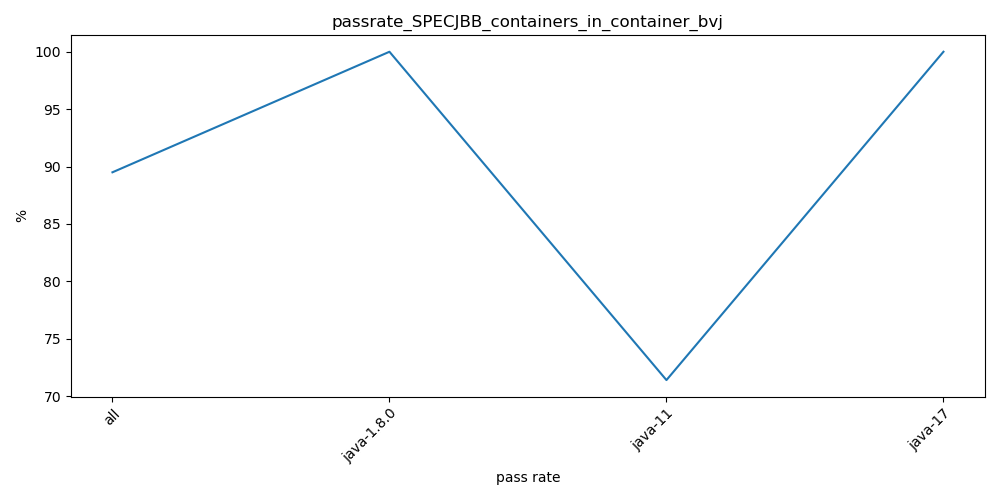 passrate_SPECJBB_containers_in_container_bvj
100
95
90
85
80
75
70
%
all
java-1.8.0
java-11
java-17
pass rate